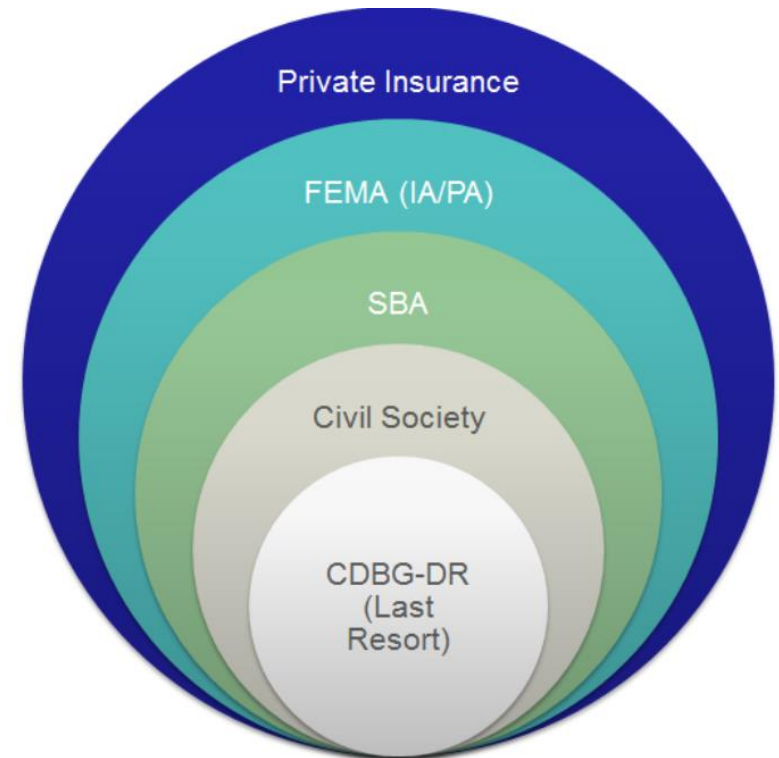 Private Insurance
FEMA (IA/PA)
SBA
Civil Society
CDBG-DR
(Last
Resort)